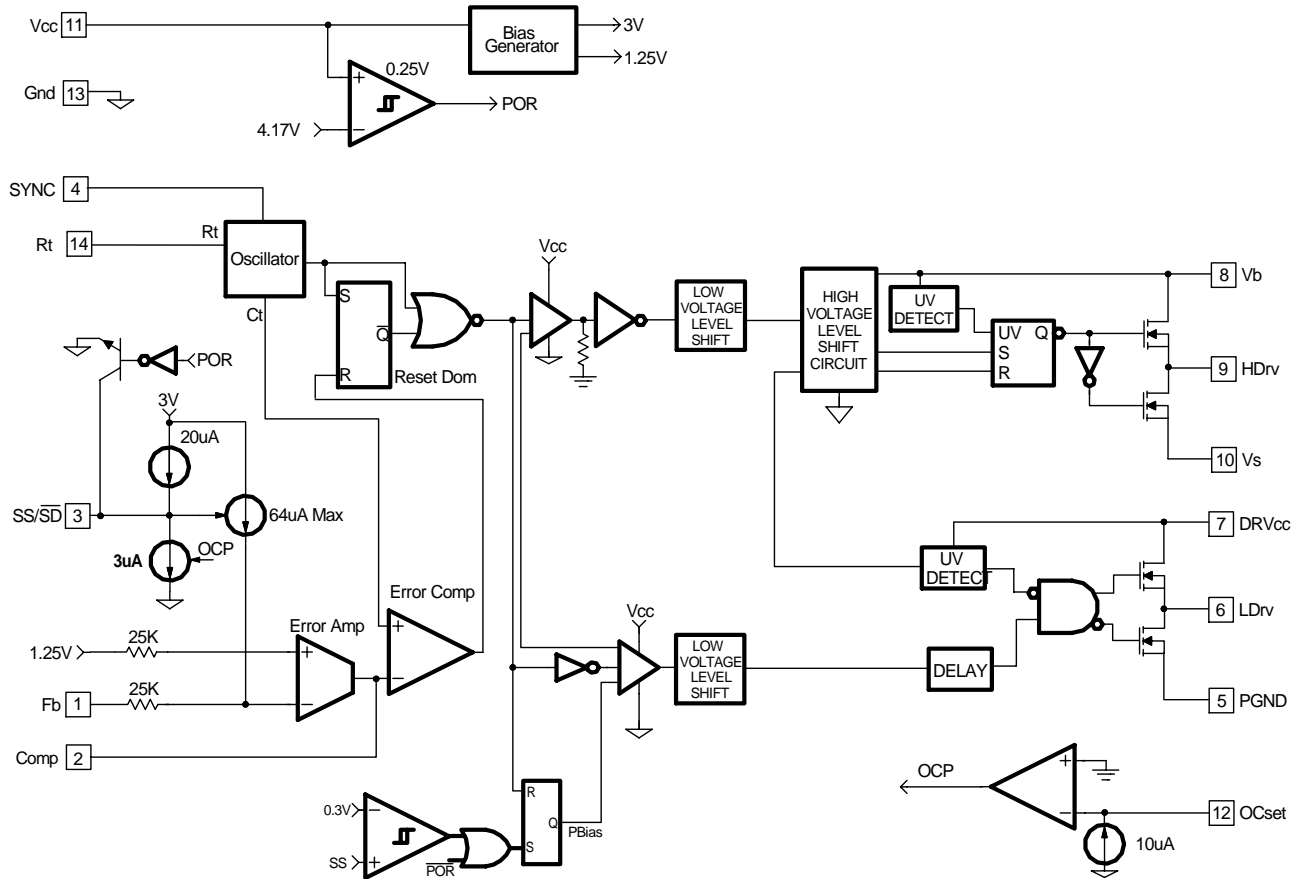 Vcc 11
Bias
Generator
3V
1.25V
0.25V
Gnd 13
POR
4.17V
SYNC 4
Rt 14
Rt
Oscillator
Ct
S
Q
R
Reset Dom
Vcc
LOW
VOLTAGE
LEVEL
SHIFT
HIGH
VOLTAGE
LEVEL
SHIFT
CIRCUIT
UV
DETECT
UV
S
R
Q
8 Vb
9 HDrv
10 Vs
POR
3V
20uA
SS/SD 3
64uA Max
3uA
OCP
Error Comp
Error Amp
1.25V
25K
Fb 1
25K
Comp 2
+
-
+
-
Vcc
LOW
VOLTAGE
LEVEL
SHIFT
UV
DETECT
DELAY
7 DRVcc
6 LDrv
5 PGND
0.3V
SS
POR
R
S
Q
PBias
OCP
12 OCset
10uA